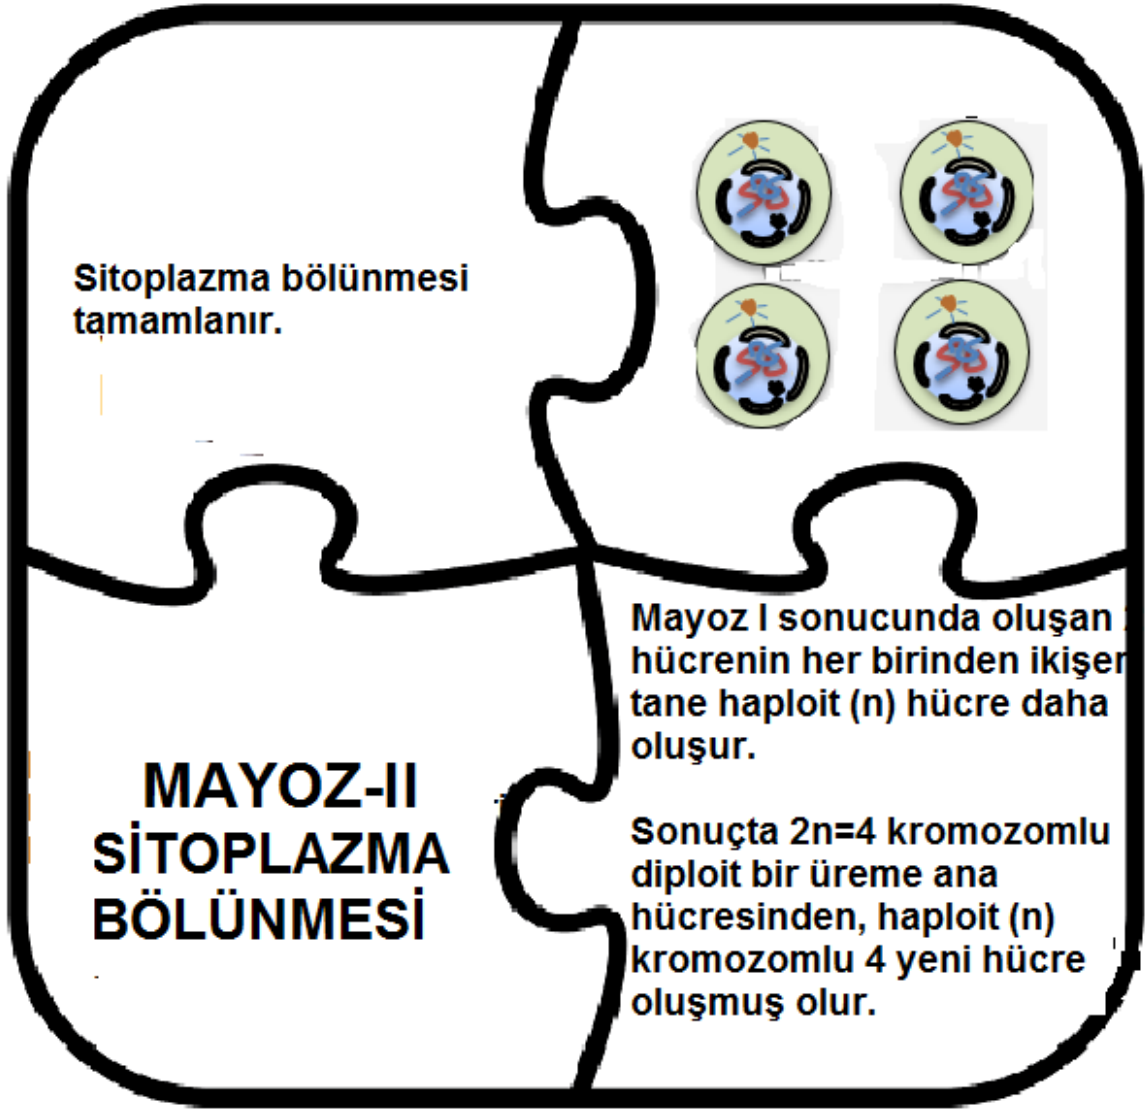 Sitoplazma bölünmesi
tamamlanır.
MAYOZ-II
SİTOPLAZMA
BÖLÜNMESİ
Mayoz I sonucunda oluşan
hücrenin her birinden ikişer
tane haploit (n) hücre daha
oluşur.
Sonuçta 2n=4 kromozomlu
diploit bir üreme ana
hücresinden, haploit (n)
kromozomlu 4 yeni hücre
oluşmuş olur.